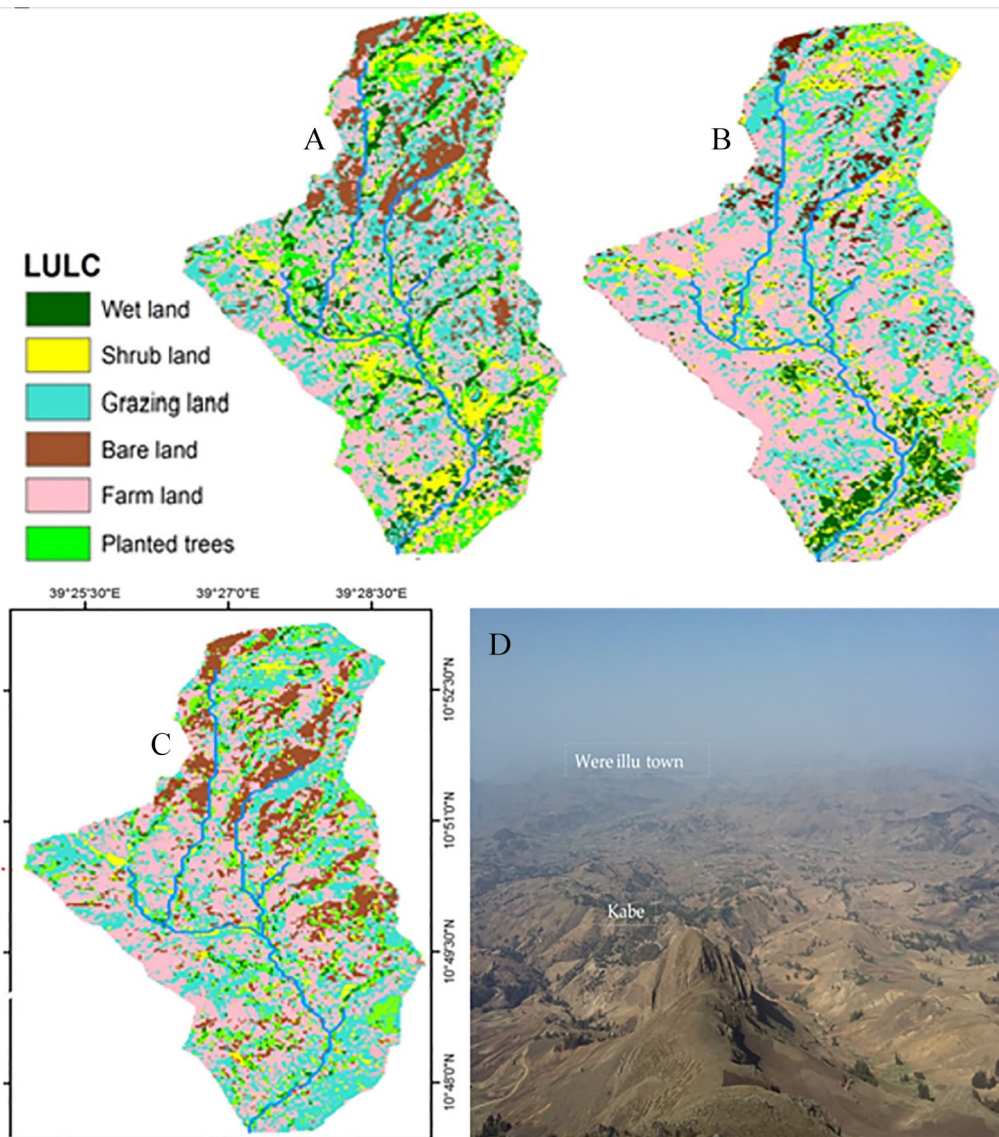 A
B
LULC
Wet land
Shrub land
Grazing land
Bare land
Farm land
Planted trees
39°25'30"E
39°27'0"E
39°28'30"E
C
10°52'30"N
10°51'0"N
10°49'30"N
10°48'0"N
D
Were illu town
Kabe